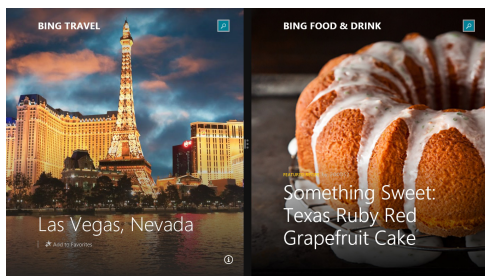 BING TRAVEL
Las Vegas, Nevada
Add to Favorites
BING FOOD & DRINK
Something Sweet:
Texas Ruby Red
Grapefruit Cake